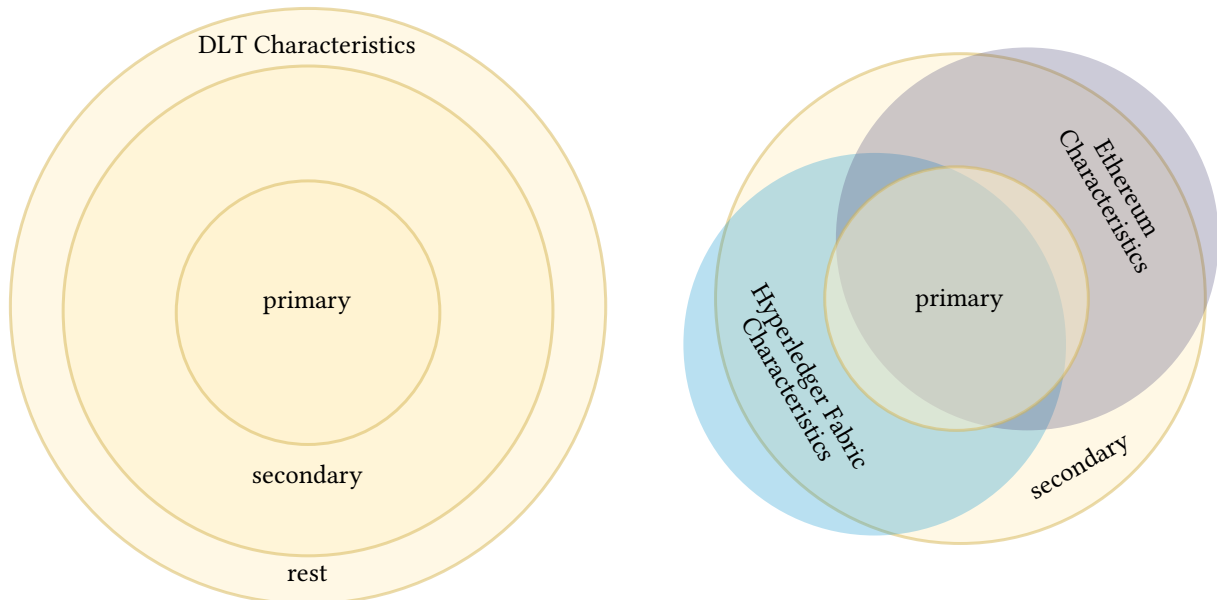 DLT Characteristics
primary
secondary
rest
Ethereum
Characteristics
primary
Hyperledger Fabric
Characteristics
secondary